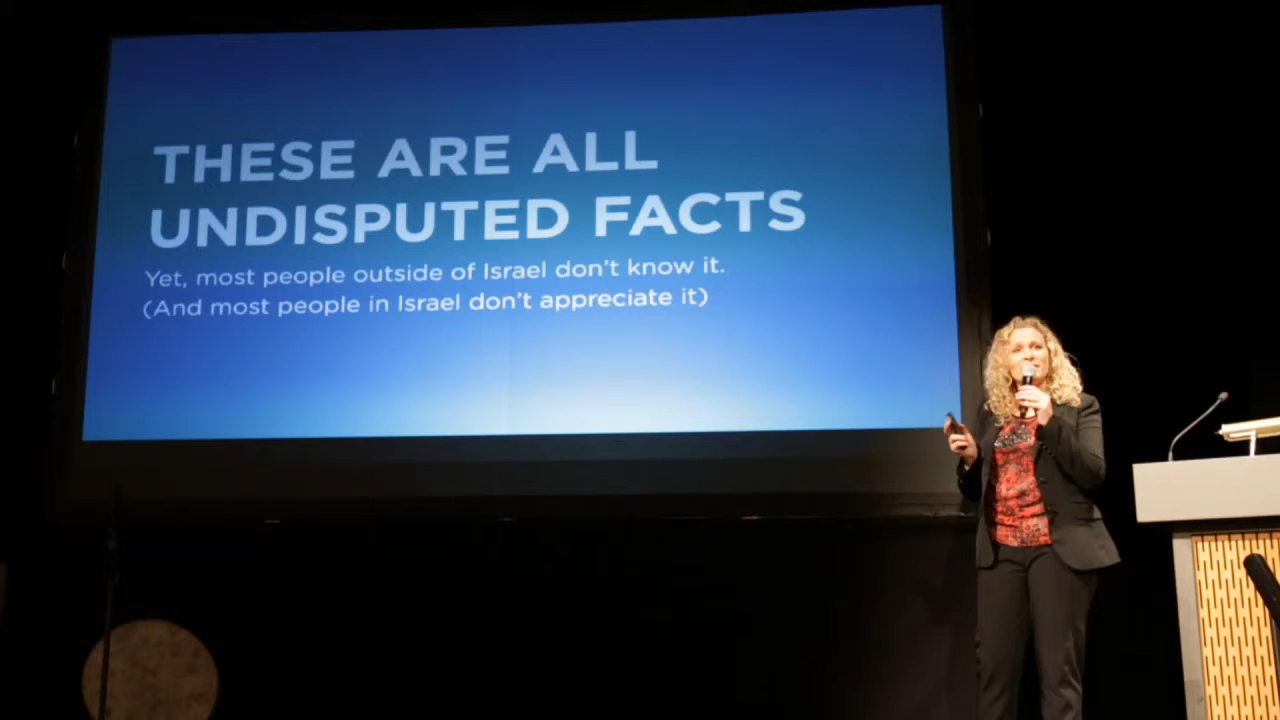 THESE ARE ALL
UNDISPUTED FACTS
Yet, most people outside of Israel don't know it.
(And most people in Israel don't appreciate it)